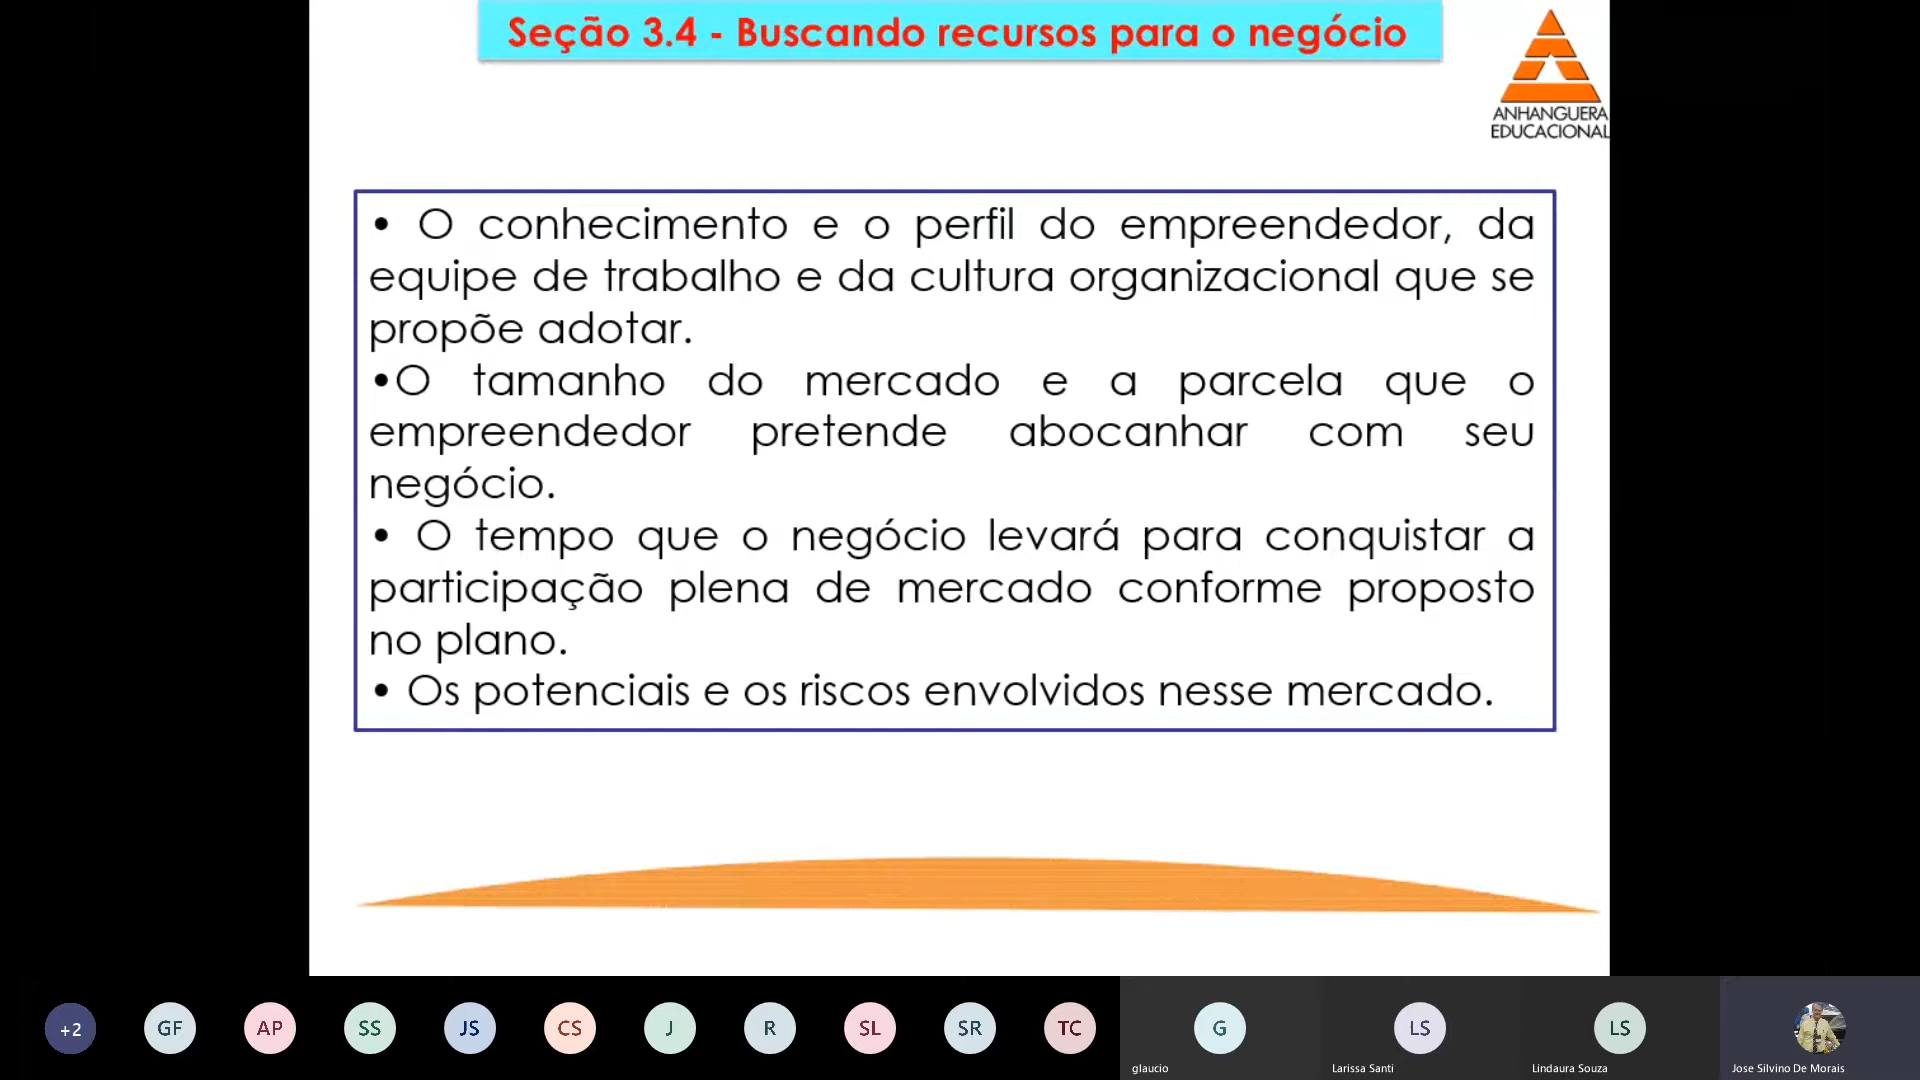 Seção 3.4 - Buscando recursos para o negócio
ANHANGUERA
EDUCACIONAL
• O conhecimento e o perfil do empreendedor, da
equipe de trabalho e da cultura organizacional que se
propõe adotar.
•O tamanho do mercado e a parcela que o
empreendedor pretende abocanhar com seu
negócio.
• O tempo que o negócio levará para conquistar a
participação plena de mercado conforme proposto
no plano.
• Os potenciais e os riscos envolvidos nesse mercado.
+2 GF AP SS JS CS J R SL SR TC G LS LS
glaucio Larissa Santi Lindaura Souza Jose Silvino De Morais